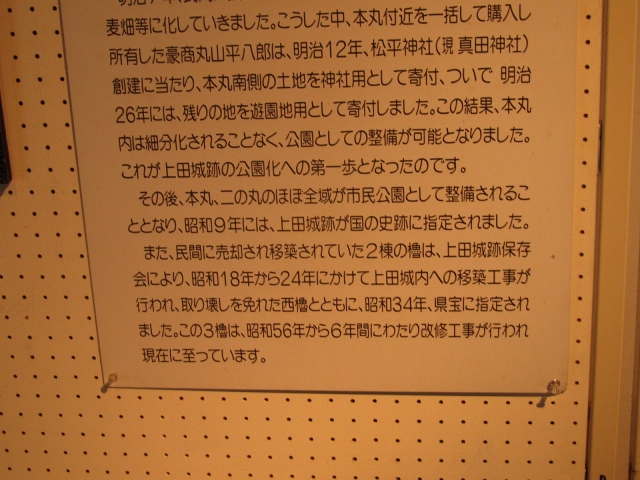 麦畑等に化していきました。こうした中、本丸付近を一括して購入し
所有した豪商丸山平八郎は、明治12年、松平神社(現 真田神社)
創建に当たり、本丸南側の土地を神社用として寄付、ついで 明治
26年には、残りの地を遊園地用として寄付しました。この結果、本丸
内は細分化されることなく、公園としての整備が可能となりました。
これが上田城跡の公園化への第一歩となったのです。
その後、本丸、二の丸のほぼ全域が市民公園として整備されるこ
ととなり、昭和9年には、上田城跡が国の史跡に指定されました。
また、民間に売却され移築されていた2棟の櫓は、上田城跡保存
会により、昭和18年から24年にかけて上田城内への移築工事が
行われ、取り壊しを免れた西櫓とともに、昭和34年、県宝に指定され
ました。この3櫓は、昭和56年から6年間にわたり改修工事が行われ
現在に至っています。